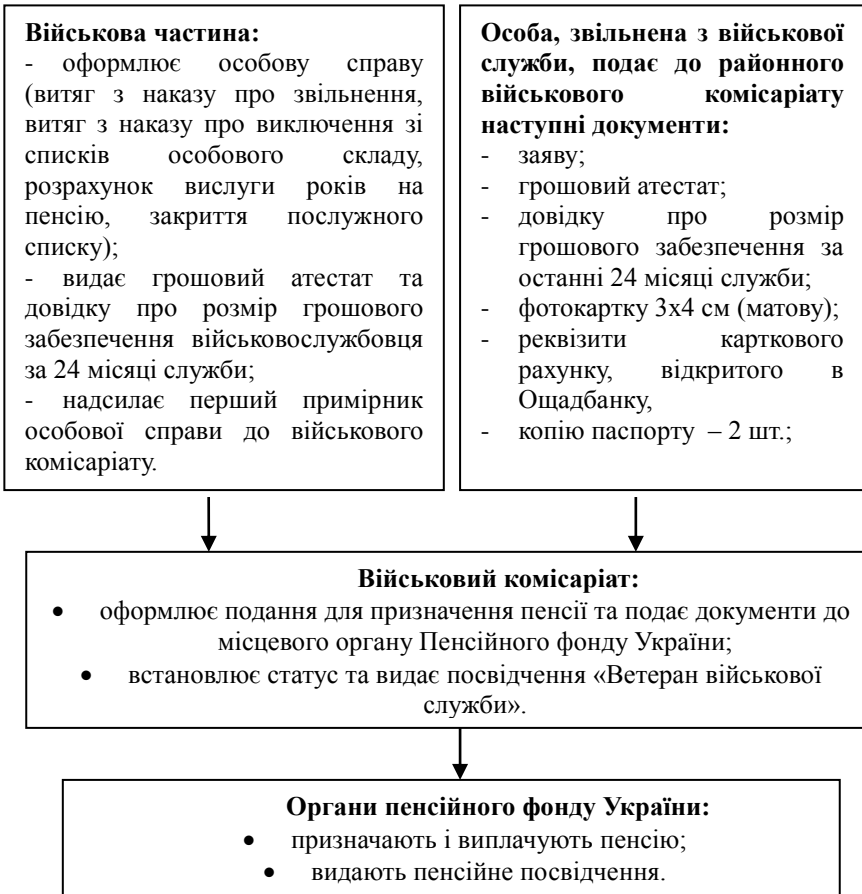 Військова частина:
- оформлює особову справу
(витяг з наказу про звільнення,
витяг з наказу про виключення зі
списків особового складу,
розрахунок вислуги років на
пенсію, закриття послужного
списку);
- видає грошовий атестат та
довідку про розмір грошового
забезпечення військовослужбовця
за 24 місяці служби;
- надсилає перший примірник
особової справи до військового
комісаріату.
Особа, звільнена з військової
служби, подає до районного
військового комісаріату
наступні документи:
- заяву;
- грошовий атестат;
- довідку про розмір
грошового забезпечення за
останні 24 місяці служби;
- фотокартку 3х4 см (матову);
- реквізити карткового
рахунку, відкритого в
Ощадбанку,
- копію паспорту – 2 шт.;
Військовий комісаріат:
• оформлює подання для призначення пенсії та подає документи до
місцевого органу Пенсійного фонду України;
• встановлює статус та видає посвідчення «Ветеран військової
служби».
Органи пенсійного фонду України:
• призначають і виплачують пенсію;
• видають пенсійне посвідчення.